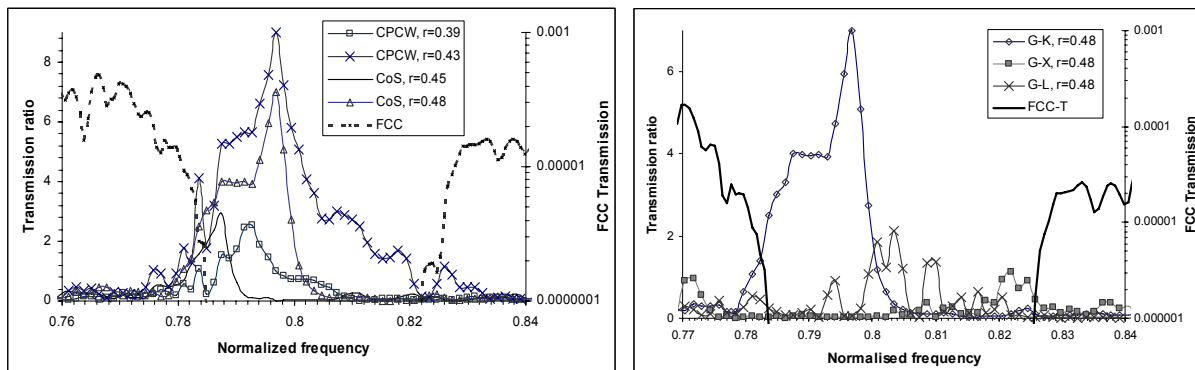 CPCW, r=0.39
CPCW, r=0.43
CoS, r=0.45
CoS, r=0.48
FCC
Transmission ratio
8
6
4
2
0
0.001
0.00001
0.0000001
FCC Transmission
0.76
0.78
0.8
0.82
0.84
Normalized frequency
G-K, r=0.48
G-X, r=0.48
G-L, r=0.48
FCC-T
Transmission ratio
6
4
2
0
0.001
0.0001
0.00001
0.000001
FCC Transmission
0.77
0.78
0.79
0.8
0.81
0.82
0.83
0.84
Normalised frequency